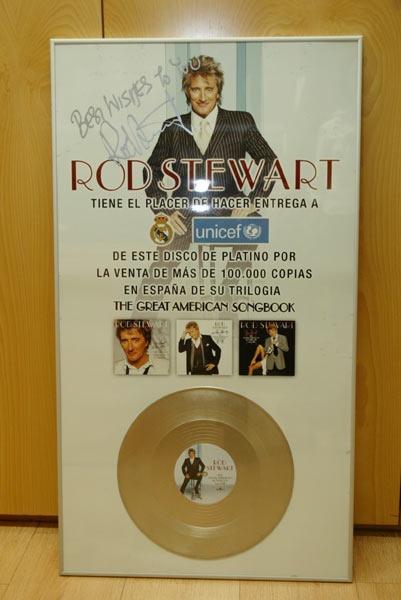 BEST WISHES TO YOU
ROD STEWART
TIENE EL PLACER DE HACER ENTREGA A
unicef
DE ESTE DISCO DE PLATINO POR
LA VENTA DE MÁS DE 100.000 COPIAS
EN ESPAÑA DE SU TRILOGIA
THE GREAT AMERICAN SONGBOOK
ROD STEWART
ROD STEWART
ROD STEWART
ROD
STEWART